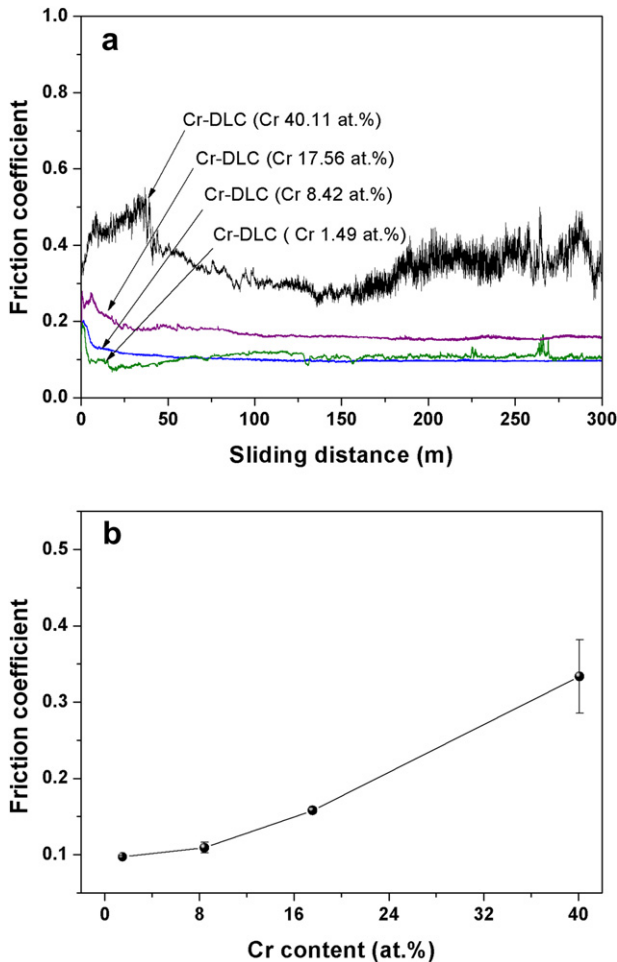 a
1.0
0.8
0.6
0.4
0.2
0.0
Friction coefficient
Cr-DLC (Cr 40.11 at.%)
Cr-DLC (Cr 17.56 at.%)
Cr-DLC (Cr 8.42 at.%)
Cr-DLC ( Cr 1.49 at.%)
0 50 100 150 200 250 300
Sliding distance (m)
b
0.5
0.4
0.3
0.2
0.1
Friction coefficient
0 8 16 24 32 40
Cr content (at.%)